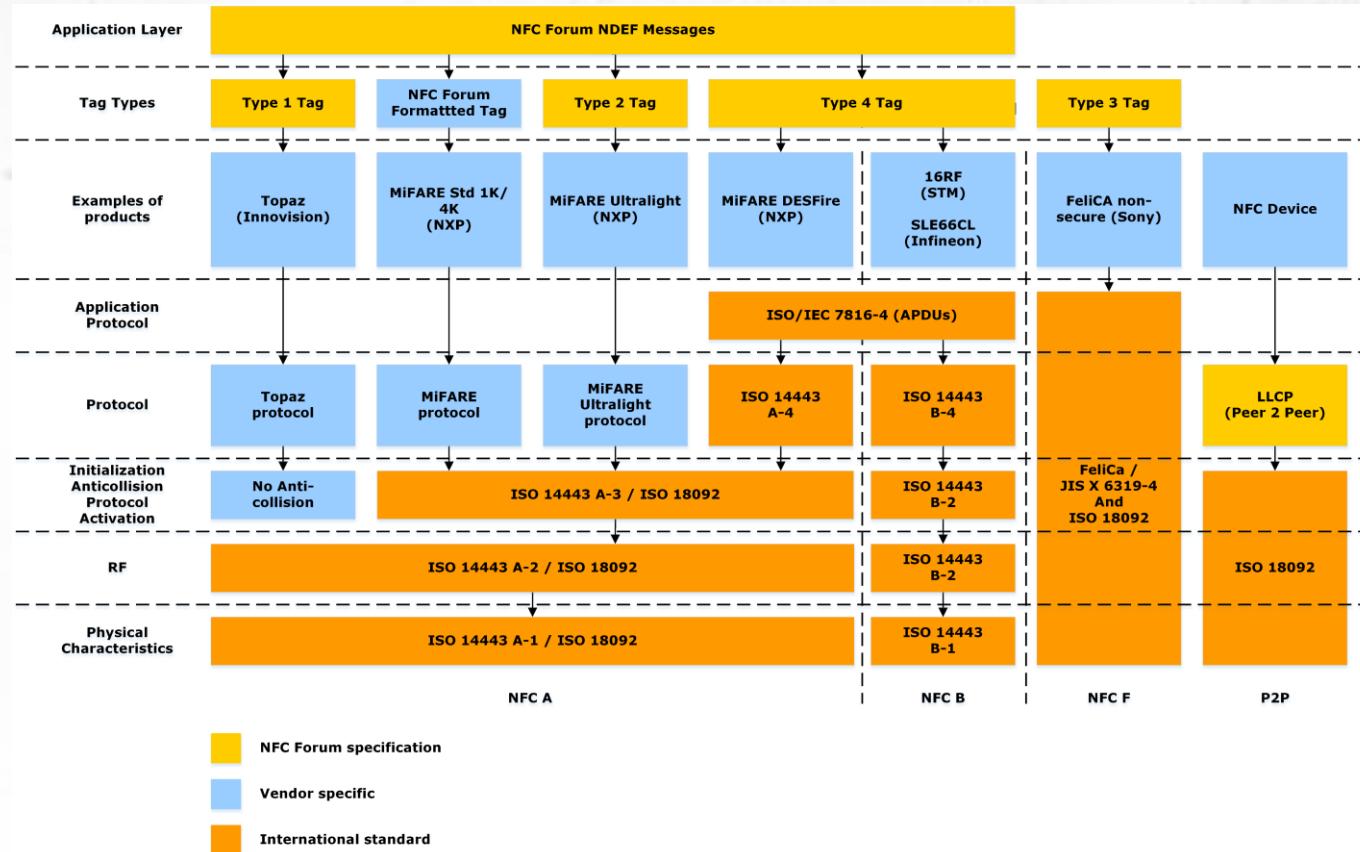 Application Layer
NFC Forum NDEF Messages
Tag Types
Type 1 Tag
NFC Forum
Formattted Tag
Type 2 Tag
Type 4 Tag
Type 3 Tag
Examples of
products
Topaz
(Innovision)
MiFARE Std 1K/
4K
(NXP)
MiFARE Ultralight
(NXP)
MiFARE DESFire
(NXP)
16RF
(STM)
SLE66CL
(Infineon)
FeliCA non-
secure (Sony)
NFC Device
Application
Protocol
ISO/IEC 7816-4 (APDUs)
Protocol
Topaz
protocol
MiFARE
protocol
MiFARE
Ultralight
protocol
ISO 14443
A-4
ISO 14443
B-4
LLCP
(Peer 2 Peer)
Initialization
Anticollision
Protocol
Activation
No Anti-
collision
ISO 14443 A-3 / ISO 18092
ISO 14443
B-2
FeliCa /
JIS X 6319-4
And
ISO 18092
RF
ISO 14443 A-2 / ISO 18092
ISO 14443
B-2
ISO 18092
Physical
Characteristics
ISO 14443 A-1 / ISO 18092
ISO 14443
B-1
NFC A
NFC B
NFC F
P2P
NFC Forum specification
Vendor specific
International standard